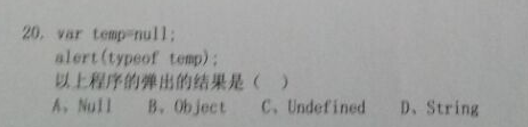 20. var temp=null;
alert(typeof temp);
以上程序的弹出的结果是（ ）
A、Null B、Object C、Undefined D、String